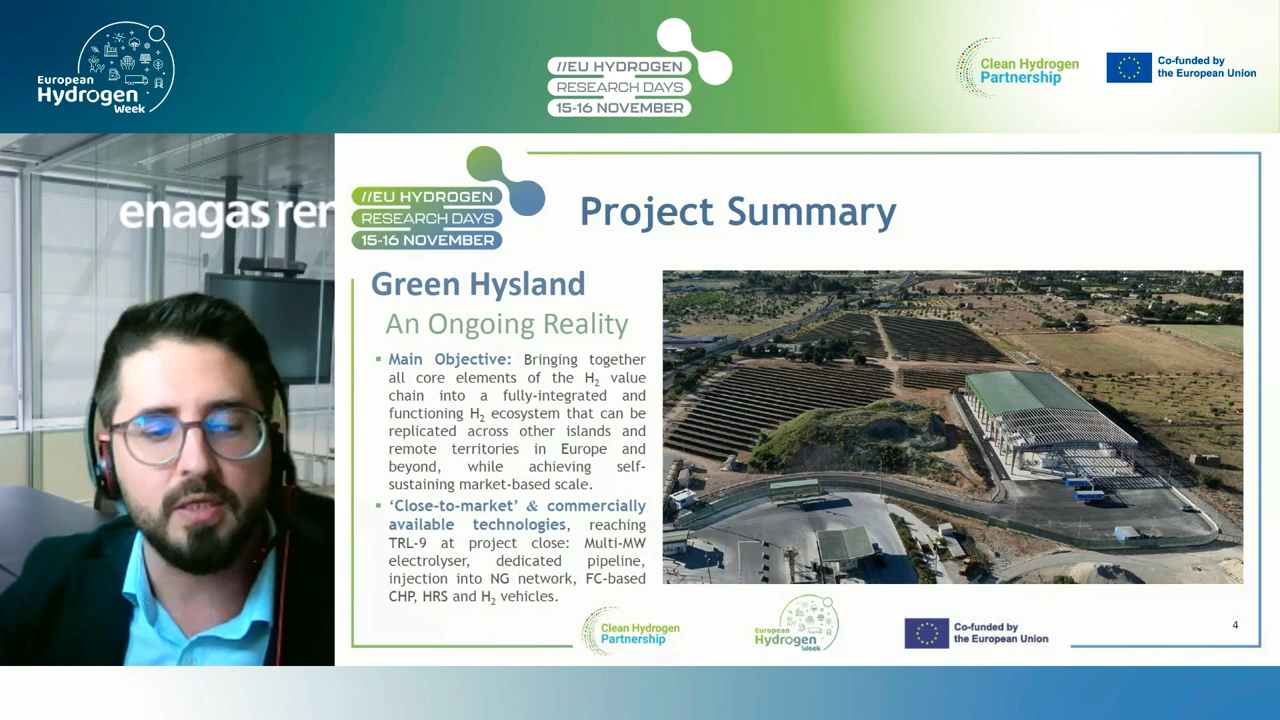 European
Hydrogen
Week
//EU HYDROGEN
RESEARCH DAYS
15-16 NOVEMBER
Clean Hydrogen
Partnership
Co-funded by
the European Union
enagas ren
//EU HYDROGEN
RESEARCH DAYS
15-16 NOVEMBER
Project Summary
Green Hysland
An Ongoing Reality
▪ Main Objective: Bringing together
all core elements of the H₂ value
chain into a fully-integrated and
functioning H₂ ecosystem that can be
replicated across other islands and
remote territories in Europe and
beyond, while achieving self-
sustaining market-based scale.
▪ ‘Close-to-market’ & commercially
available technologies, reaching
TRL-9 at project close: Multi-MW
electrolyser, dedicated pipeline,
injection into NG network, FC-based
CHP, HRS and H₂ vehicles.
Clean Hydrogen
Partnership
European
Hydrogen
Week
Co-funded by
the European Union
4